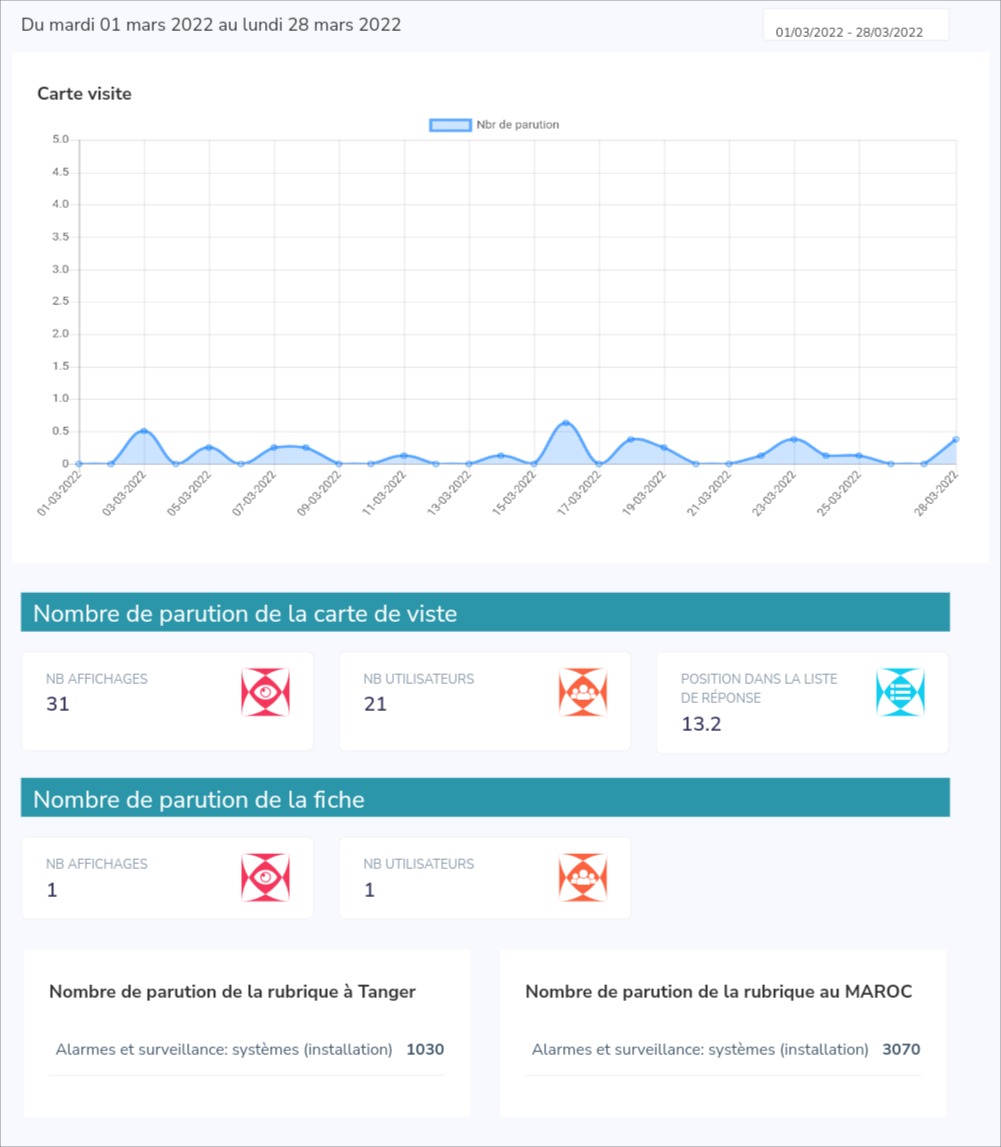 Du mardi 01 mars 2022 au lundi 28 mars 2022
01/03/2022 - 28/03/2022
Carte visite
Nbr de parution
5.0
4.5
4.0
3.5
3.0
2.5
2.0
1.5
1.0
0.5
0
01-03-2022
03-03-2022
05-03-2022
07-03-2022
09-03-2022
11-03-2022
13-03-2022
15-03-2022
17-03-2022
19-03-2022
21-03-2022
23-03-2022
25-03-2022
28-03-2022
Nombre de parution de la carte de viste
NB AFFICHAGES
31
NB UTILISATEURS
21
POSITION DANS LA LISTE
DE RÉPONSE
13.2
Nombre de parution de la fiche
NB AFFICHAGES
1
NB UTILISATEURS
1
Nombre de parution de la rubrique à Tanger
Alarmes et surveillance: systèmes (installation) 1030
Nombre de parution de la rubrique au MAROC
Alarmes et surveillance: systèmes (installation) 3070